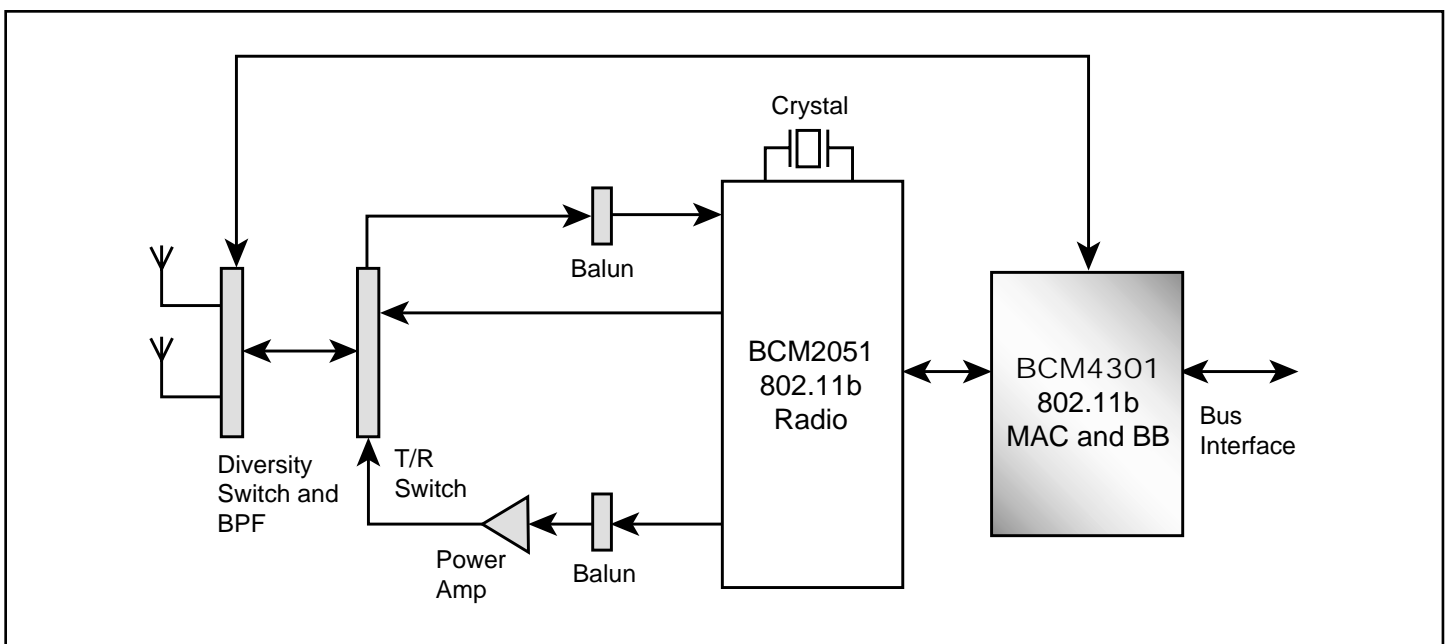 Crystal
Balun
BCM2051
802.11b
Radio
BCM4301
802.11b
MAC and BB
Bus
Interface
Diversity
Switch and
BPF
T/R
Switch
Power
Amp
Balun